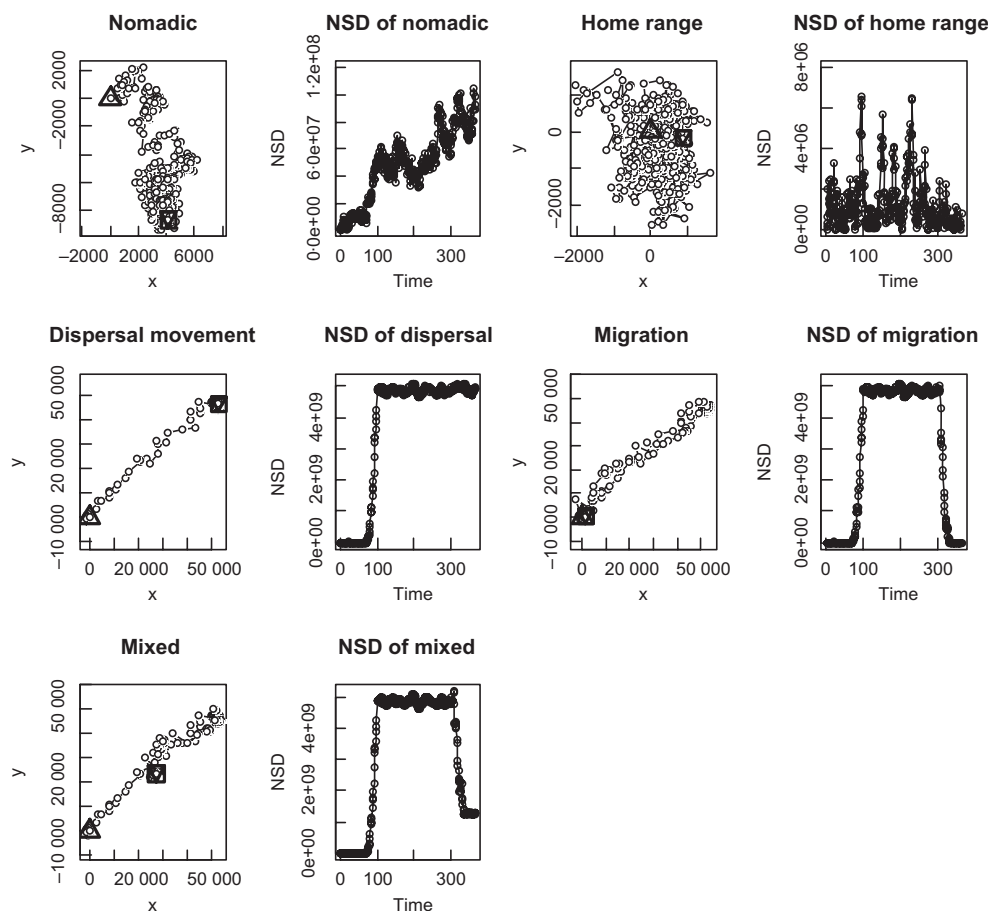 Nomadic
NSD of nomadic
Home range
NSD of home range
y
−8000 −2000 2000
−2000 2000 6000
x
NSD
0·0e+00 6·0e+07 1·2e+08
0 100 300
Time
y
−2000 0
−2000 0
x
NSD
0e+00 4e+06 8e+06
0 100 300
Time
Dispersal movement
NSD of dispersal
Migration
NSD of migration
y
−10 000 20 000 50 000
0 20 000 50 000
x
NSD
0e+00 2e+09 4e+09
0 100 300
Time
y
−10 000 20 000 50 000
0 20 000 50 000
x
NSD
0e+00 2e+09 4e+09
0 100 300
Time
Mixed
NSD of mixed
y
−10 000 20 000 50 000
0 20 000 50 000
x
NSD
0e+00 2e+09 4e+09
0 100 300
Time